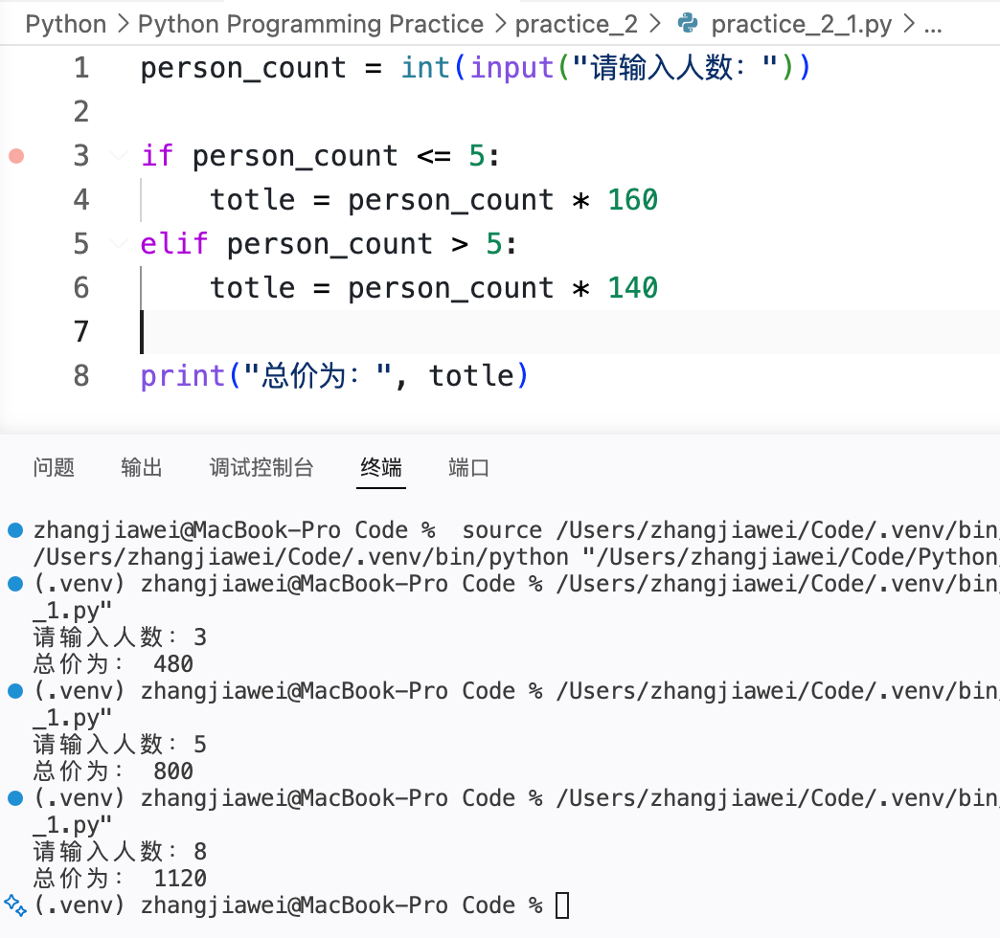 Python > Python Programming Practice > practice_2 > practice_2_1.py > ...
1 person_count = int(input("请输入人数："))
2
3 if person_count <= 5:
4     totle = person_count * 160
5 elif person_count > 5:
6     totle = person_count * 140
7
8 print("总价为：", totle)
问题 输出 调试控制台 终端 端口
zhangjiawei@MacBook-Pro Code %  source /Users/zhangjiawei/Code/.venv/bin/
/Users/zhangjiawei/Code/.venv/bin/python "/Users/zhangjiawei/Code/Python
(.venv) zhangjiawei@MacBook-Pro Code % /Users/zhangjiawei/Code/.venv/bin/
_1.py"
请输入人数：3
总价为： 480
(.venv) zhangjiawei@MacBook-Pro Code % /Users/zhangjiawei/Code/.venv/bin/
_1.py"
请输入人数：5
总价为： 800
(.venv) zhangjiawei@MacBook-Pro Code % /Users/zhangjiawei/Code/.venv/bin/
_1.py"
请输入人数：8
总价为： 1120
(.venv) zhangjiawei@MacBook-Pro Code %